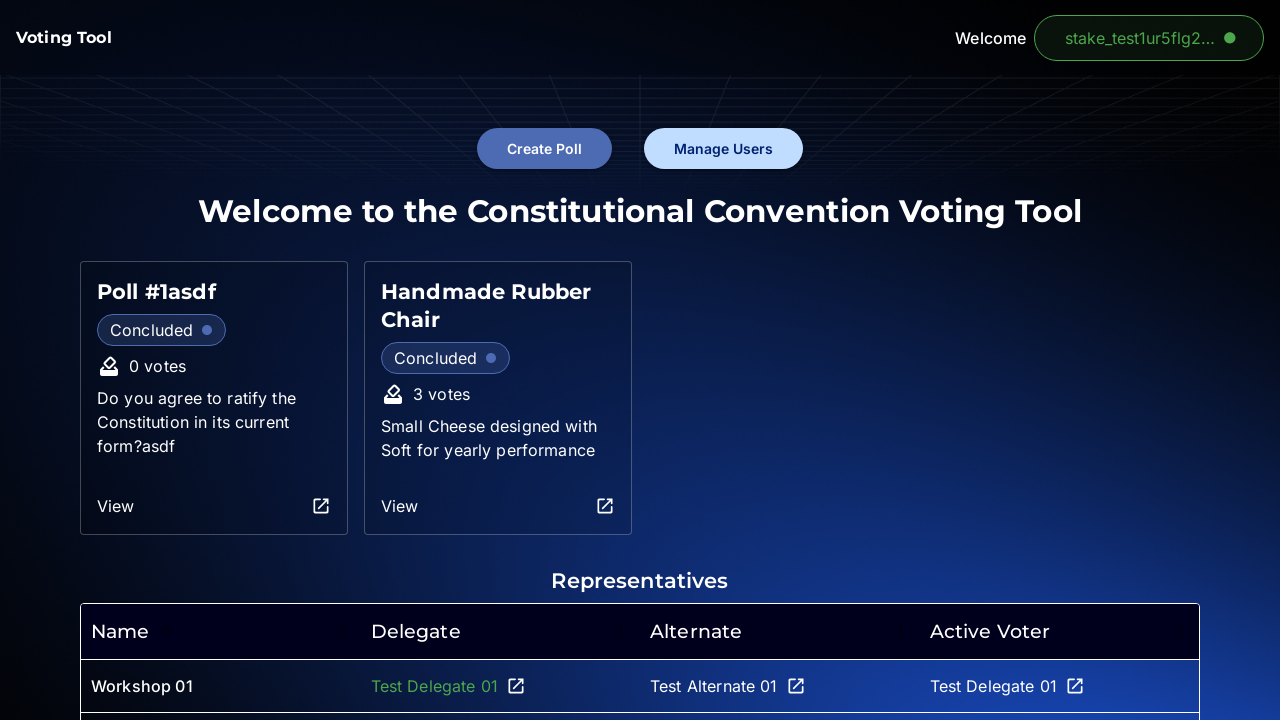 Voting Tool
Welcome
stake_test1ur5flg2...
Create Poll
Manage Users
Welcome to the Constitutional Convention Voting Tool
Poll #1asdf
Concluded
0 votes
Do you agree to ratify the
Constitution in its current
form?asdf
View
Handmade Rubber
Chair
Concluded
3 votes
Small Cheese designed with
Soft for yearly performance
View
Representatives
Name
Delegate
Alternate
Active Voter
Workshop 01
Test Delegate 01
Test Alternate 01
Test Delegate 01